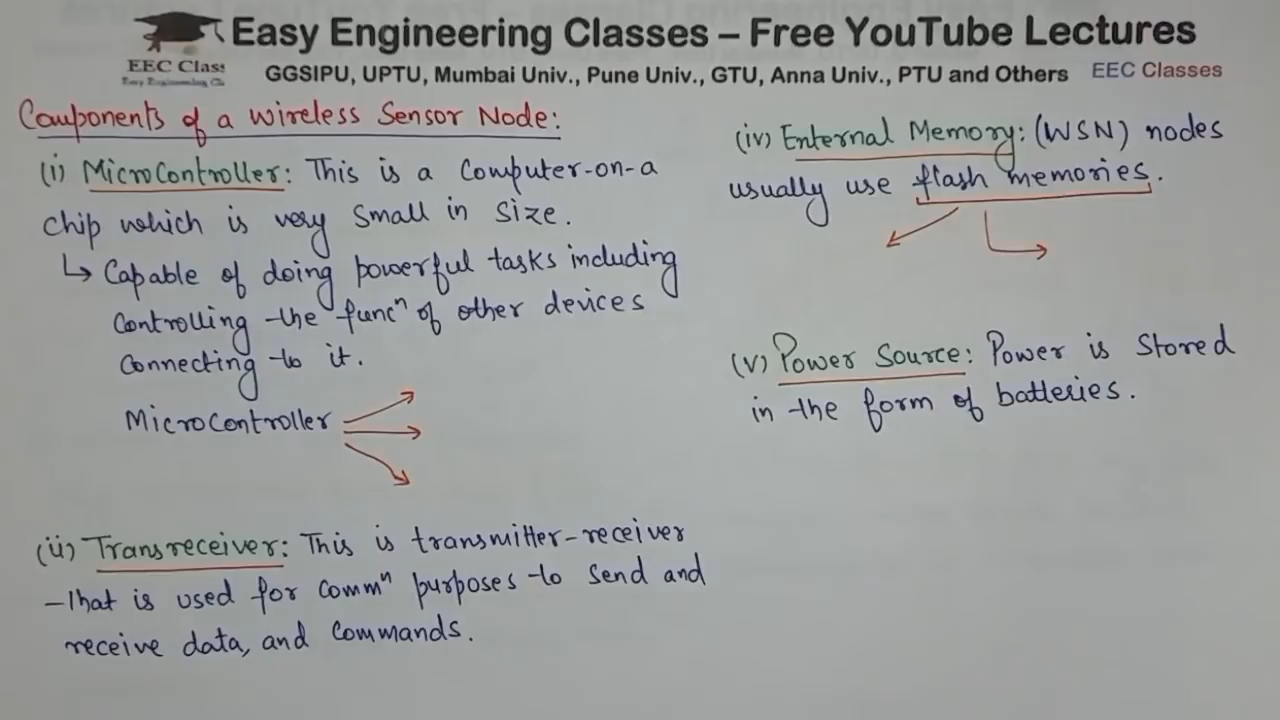 Easy Engineering Classes – Free YouTube Lectures
EEC Class
Easy Engineering Cla
GGSIPU, UPTU, Mumbai Univ., Pune Univ., GTU, Anna Univ., PTU and Others
EEC Classes
Components of a Wireless Sensor Node:
(i) MicroController: This is a Computer-on-a
chip which is very small in size.
↳ Capable of doing powerful tasks including
controlling the funcⁿ of other devices
connecting to it.
MicroController
(ii) Transreceiver: This is transmitter-receiver
that is used for commⁿ purposes to send and
receive data, and commands.
(iv) External Memory: (WSN) nodes
usually use flash memories.
(v) Power Source: Power is stored
in the form of batteries.